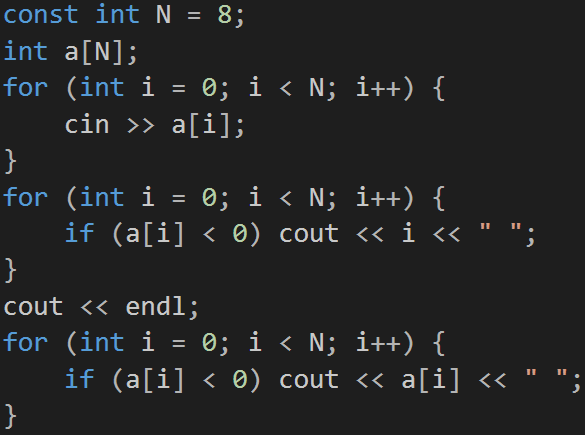 const int N = 8;
int a[N];
for (int i = 0; i < N; i++) {
    cin >> a[i];
}
for (int i = 0; i < N; i++) {
    if (a[i] < 0) cout << i << " ";
}
cout << endl;
for (int i = 0; i < N; i++) {
    if (a[i] < 0) cout << a[i] << " ";
}